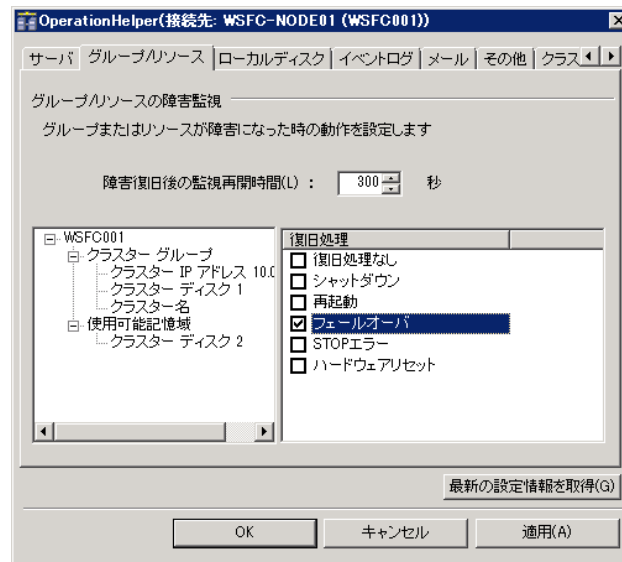 OperationHelper(接続先: WSFC-NODE01 (WSFC001))
サーバ グループ/リソース ローカルディスク イベントログ メール その他 クラス
グループ/リソースの障害監視
グループまたはリソースが障害になった時の動作を設定します
障害復旧後の監視再開時間(L) : 300 秒
WSFC001
クラスター グループ
クラスター IP アドレス 10.0
クラスター ディスク 1
クラスター名
使用可能記憶域
クラスター ディスク 2
復旧処理
復旧処理なし
シャットダウン
再起動
フェールオーバ
STOPエラー
ハードウェアリセット
最新の設定情報を取得(G)
OK キャンセル 適用(A)